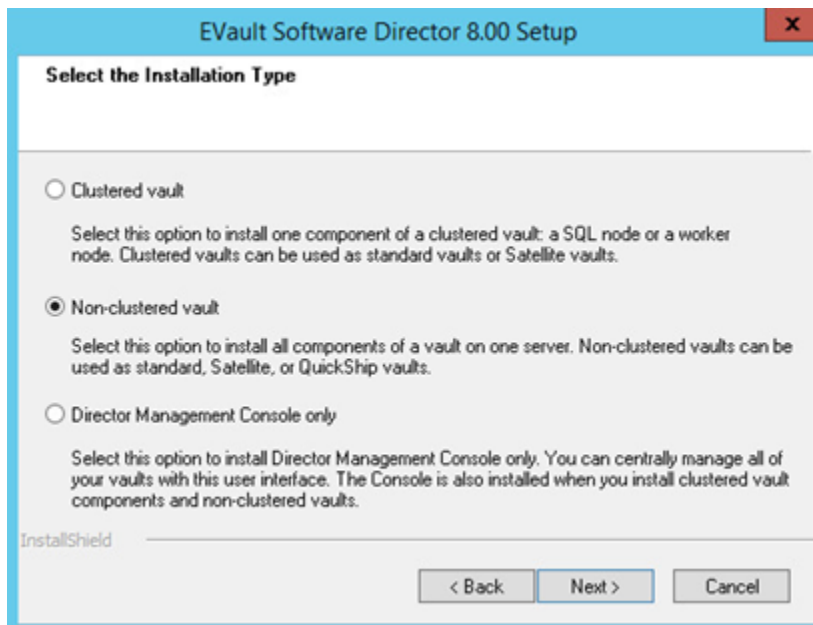 EVault Software Director 8.00 Setup
x
Select the Installation Type
Clustered vault
Select this option to install one component of a clustered vault: a SQL node or a worker
node. Clustered vaults can be used as standard vaults or Satellite vaults.
Non-clustered vault
Select this option to install all components of a vault on one server. Non-clustered vaults can be
used as standard, Satellite, or QuickShip vaults.
Director Management Console only
Select this option to install Director Management Console only. You can centrally manage all of
your vaults with this user interface. The Console is also installed when you install clustered vault
components and non-clustered vaults.
InstallShield
< Back Next > Cancel